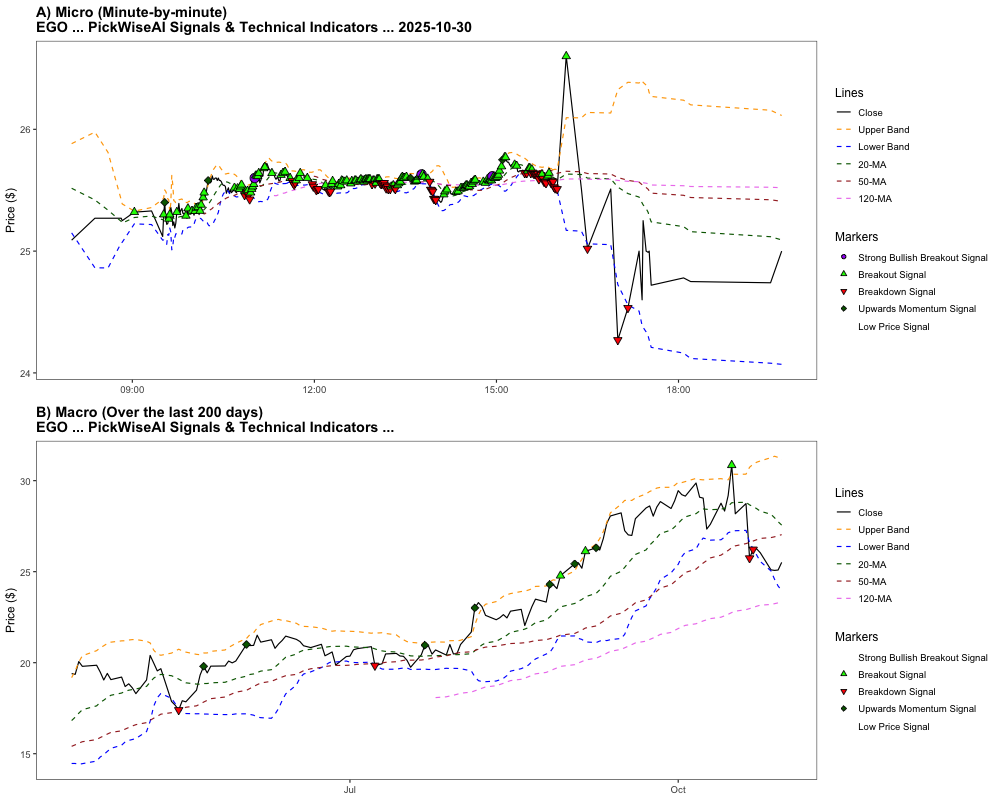 A) Micro (Minute-by-minute)
EGO ... PickWiseAI Signals & Technical Indicators ... 2025-10-30
Price ($)
26
25
24
09:00
12:00
15:00
18:00
Lines
Close
Upper Band
Lower Band
20-MA
50-MA
120-MA
Markers
Strong Bullish Breakout Signal
Breakout Signal
Breakdown Signal
Upwards Momentum Signal
Low Price Signal
B) Macro (Over the last 200 days)
EGO ... PickWiseAI Signals & Technical Indicators ...
Price ($)
30
25
20
15
Jul
Oct
Lines
Close
Upper Band
Lower Band
20-MA
50-MA
120-MA
Markers
Strong Bullish Breakout Signal
Breakout Signal
Breakdown Signal
Upwards Momentum Signal
Low Price Signal